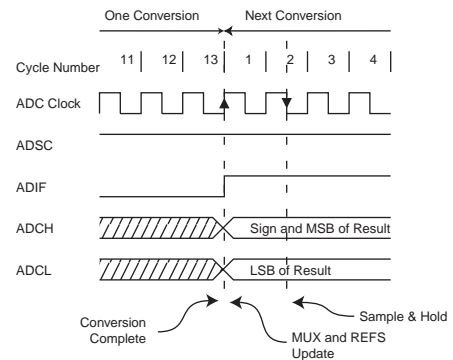 One Conversion
Next Conversion
Cycle Number
11
12
13
1
2
3
4
ADC Clock
ADSC
ADIF
ADCH
Sign and MSB of Result
ADCL
LSB of Result
Sample & Hold
Conversion
Complete
MUX and REFS
Update